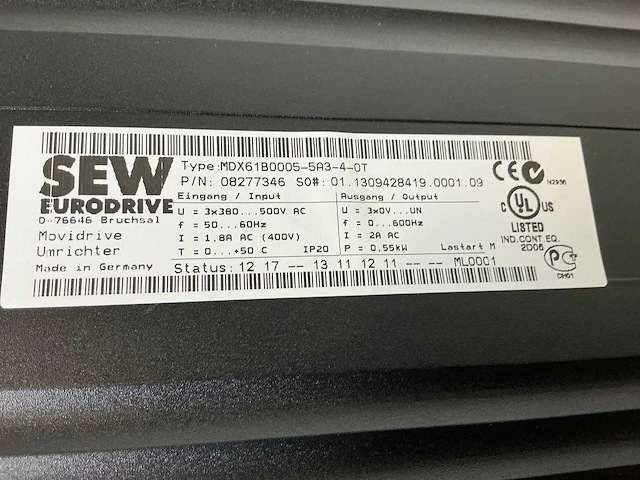 SEW
EURODRIVE
D-76646 Bruchsal
Movidrive
Umrichter
Made in Germany
Type: MDX61B0005-5A3-4-0T
P/N: 08277346 SO#: 01.1309428419.0001.09
Eingang / Input
U = 3x380...500V AC
f = 50...60Hz
I = 1,8A AC (400V)
T = 0...+50 C IP20
Ausgang / Output
U = 3x0V...UN
f = 0...600Hz
I = 2A AC
P = 0,55kW Lastart M
Status: 12 17 -- 13 11 12 11 -- -- ML0001
CE
N2936
C UL US
LISTED
IND.CONT.EQ.
2D06